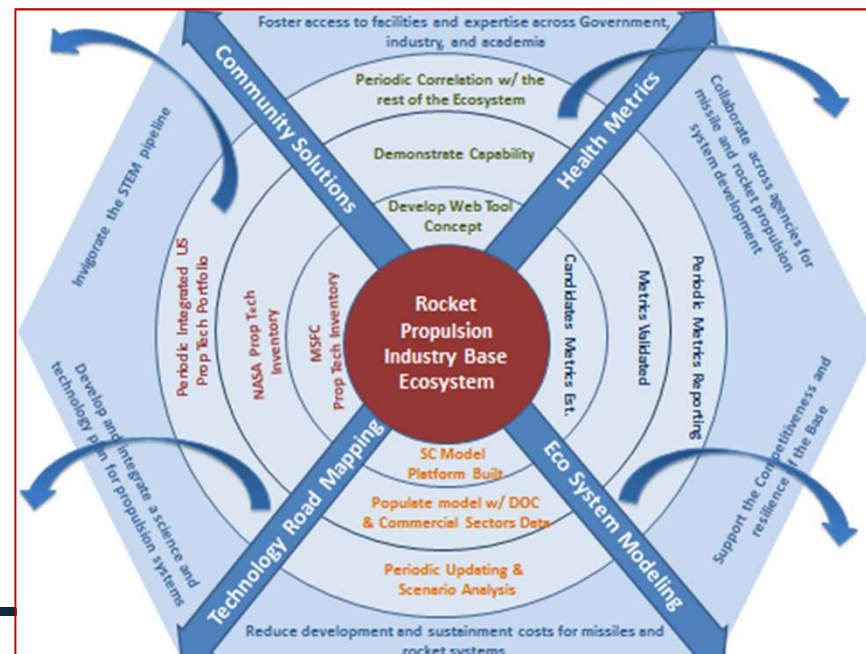 Foster access to facilities and expertise across Government,
industry, and academia
Community Solutions
Health Metrics
Periodic Correlation w/ the
rest of the Ecosystem
Demonstrate Capability
Develop Web Tool
Concept
Invigorate the STEM pipeline
Collaborate across agencies for
missile and rocket propulsion
system development
Periodic Integrated US
Prop Tech Portfolio
NASA Prop Tech
Inventory
MSFC
Prop Tech Inventory
Rocket
Propulsion
Industry Base
Ecosystem
Candidates Metrics Est.
Metrics Validated
Periodic Metrics Reporting
Develop and integrate a science and
technology plan for propulsion systems
Support the Competitiveness and
resilience of the Base
SC Model
Platform Built
Populate model w/ DOC
& Commercial Sectors Data
Periodic Updating &
Scenario Analysis
Technology Road Mapping
Eco System Modeling
Reduce development and sustainment costs for missiles and
rocket systems